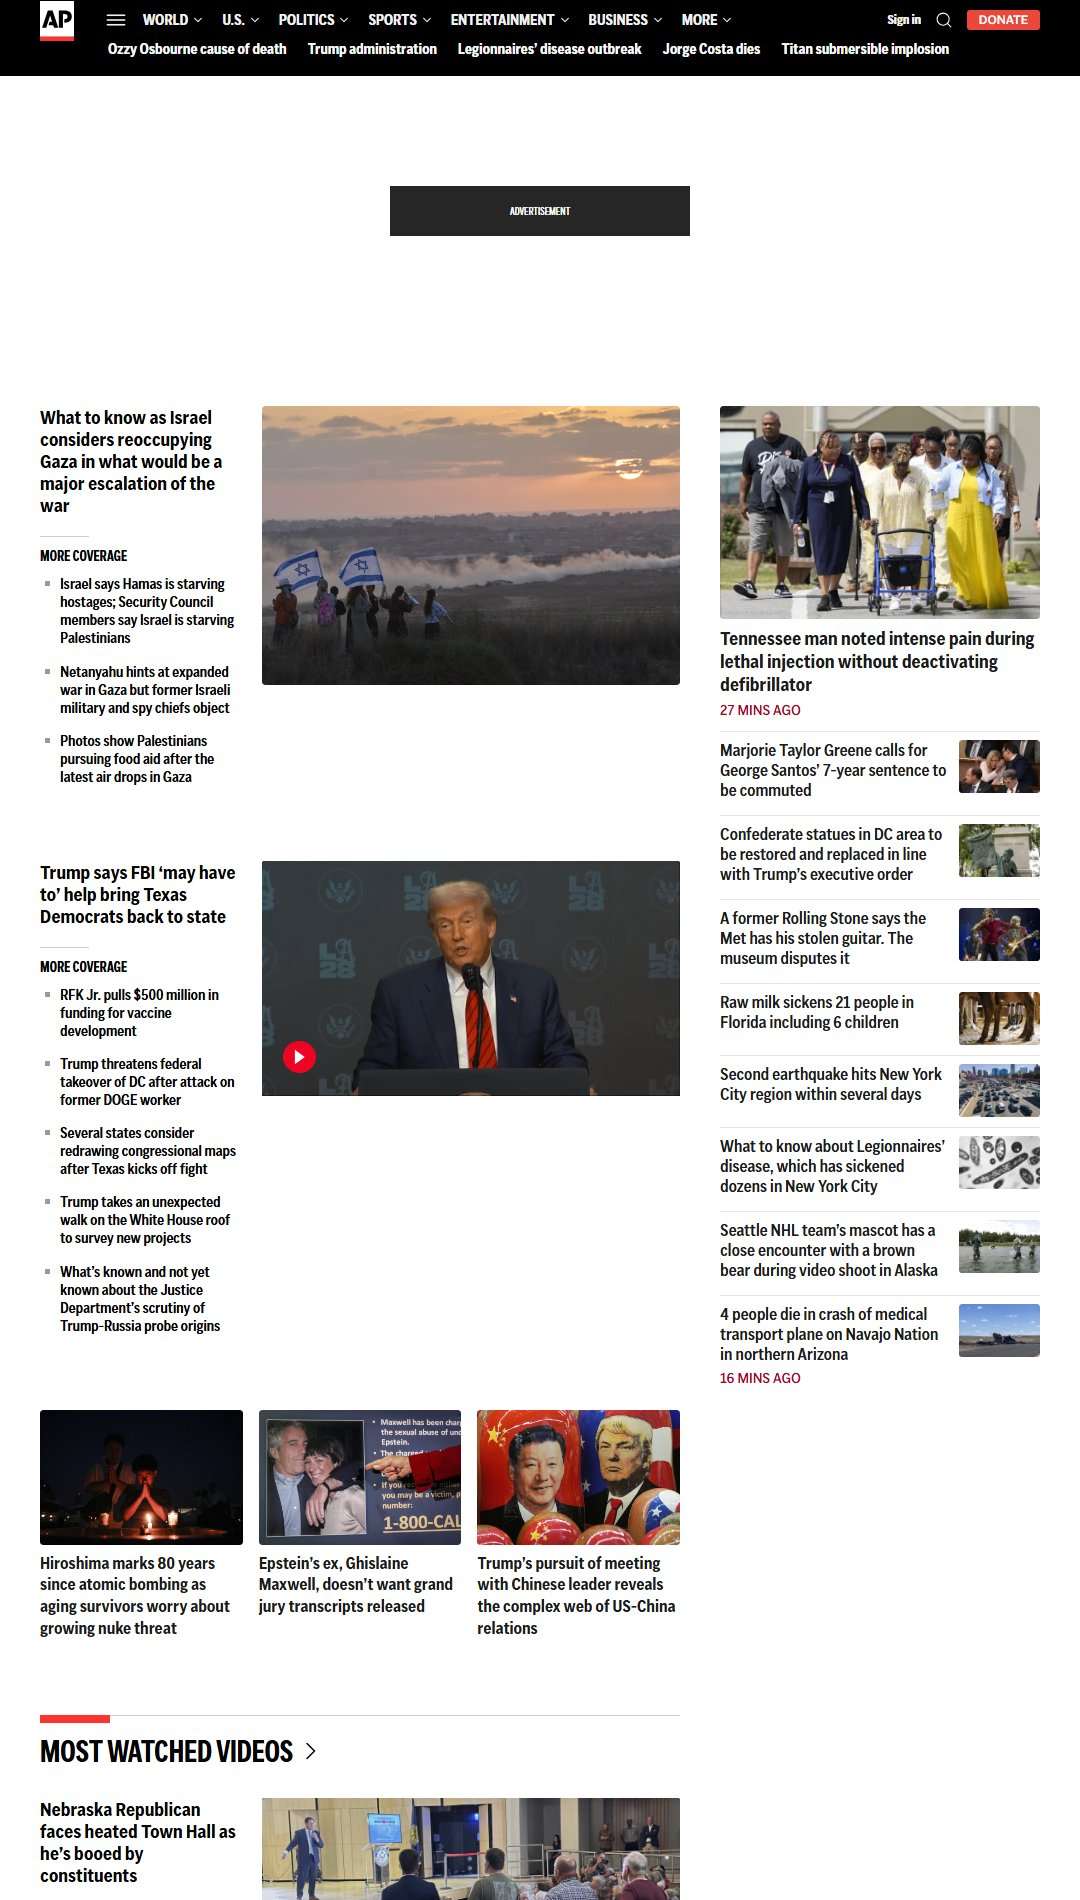 AP
WORLD
U.S.
POLITICS
SPORTS
ENTERTAINMENT
BUSINESS
MORE
Sign in
DONATE
Ozzy Osbourne cause of death
Trump administration
Legionnaires’ disease outbreak
Jorge Costa dies
Titan submersible implosion
ADVERTISEMENT
What to know as Israel
considers reoccupying
Gaza in what would be a
major escalation of the
war
MORE COVERAGE
Israel says Hamas is starving
hostages; Security Council
members say Israel is starving
Palestinians
Netanyahu hints at expanded
war in Gaza but former Israeli
military and spy chiefs object
Photos show Palestinians
pursuing food aid after the
latest air drops in Gaza
Trump says FBI ‘may have
to’ help bring Texas
Democrats back to state
MORE COVERAGE
RFK Jr. pulls $500 million in
funding for vaccine
development
Trump threatens federal
takeover of DC after attack on
former DOGE worker
Several states consider
redrawing congressional maps
after Texas kicks off fight
Trump takes an unexpected
walk on the White House roof
to survey new projects
What’s known and not yet
known about the Justice
Department’s scrutiny of
Trump-Russia probe origins
LA
28
Tennessee man noted intense pain during
lethal injection without deactivating
defibrillator
27 MINS AGO
Marjorie Taylor Greene calls for
George Santos’ 7-year sentence to
be commuted
Confederate statues in DC area to
be restored and replaced in line
with Trump’s executive order
A former Rolling Stone says the
Met has his stolen guitar. The
museum disputes it
Raw milk sickens 21 people in
Florida including 6 children
Second earthquake hits New York
City region within several days
What to know about Legionnaires’
disease, which has sickened
dozens in New York City
Seattle NHL team’s mascot has a
close encounter with a brown
bear during video shoot in Alaska
4 people die in crash of medical
transport plane on Navajo Nation
in northern Arizona
16 MINS AGO
Maxwell has been char
the sexual abuse of un
Epstein.
The charged
If you
you may be a victim, p
number:
1-800-CAL
Hiroshima marks 80 years
since atomic bombing as
aging survivors worry about
growing nuke threat
Epstein’s ex, Ghislaine
Maxwell, doesn’t want grand
jury transcripts released
Trump’s pursuit of meeting
with Chinese leader reveals
the complex web of US-China
relations
MOST WATCHED VIDEOS
Nebraska Republican
faces heated Town Hall as
he’s booed by
constituents